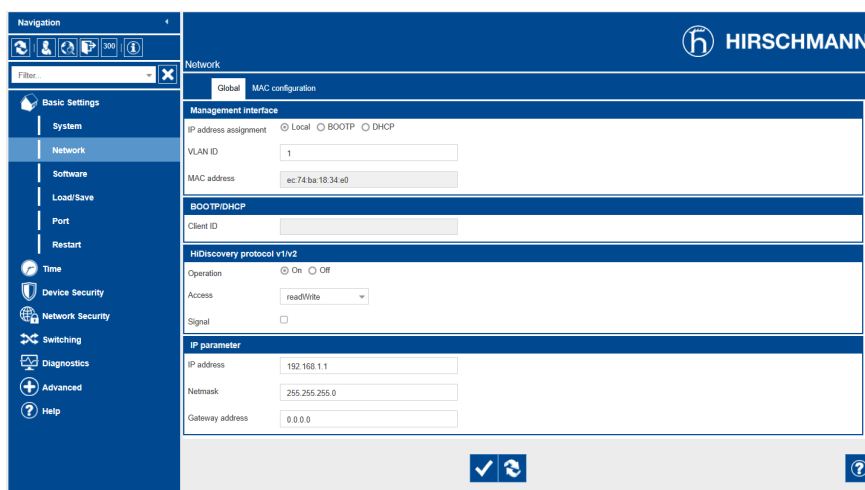 Navigation
300
HIRSCHMANN
Filter...
Network
Global MAC configuration
Basic Settings
System
Network
Software
Load/Save
Port
Restart
Time
Device Security
Network Security
Switching
Diagnostics
Advanced
Help
Management interface
IP address assignment Local BOOTP DHCP
VLAN ID 1
MAC address ec:74:ba:18:34:e0
BOOTP/DHCP
Client ID
HiDiscovery protocol v1/v2
Operation On Off
Access readWrite
Signal
IP parameter
IP address 192.168.1.1
Netmask 255.255.255.0
Gateway address 0.0.0.0